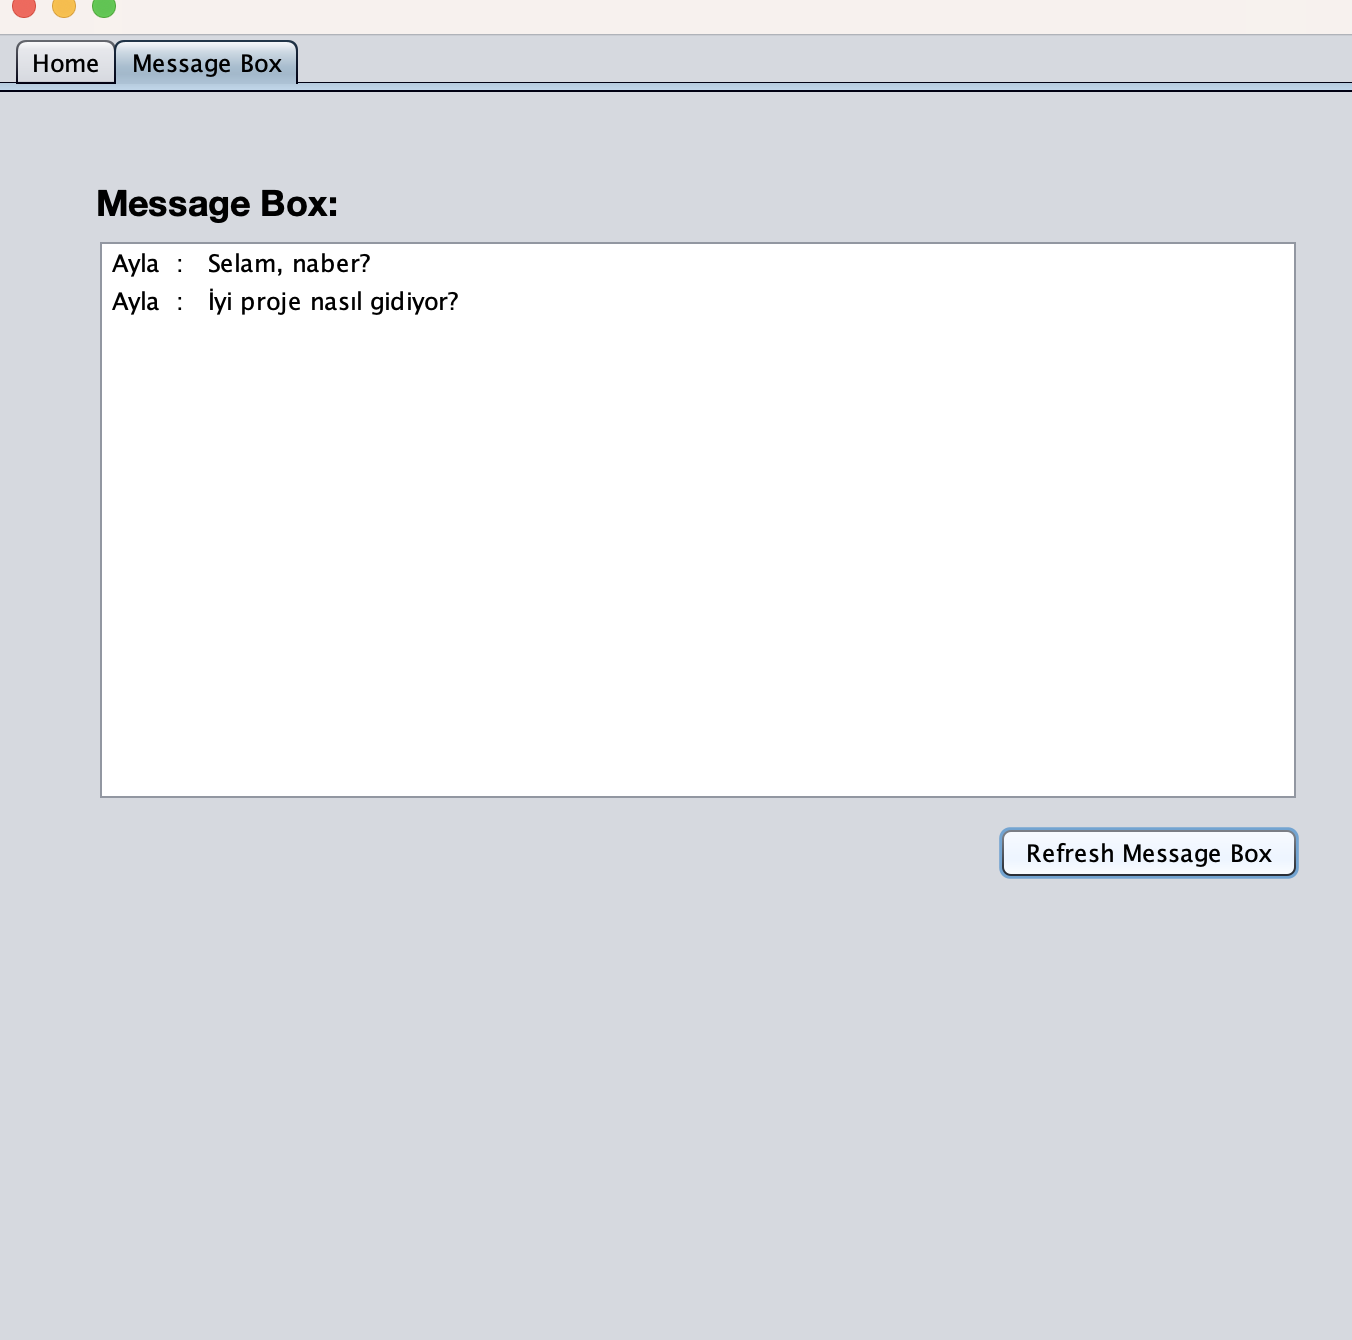 Home
Message Box
Message Box:
Ayla : Selam, naber?
Ayla : İyi proje nasıl gidiyor?
Refresh Message Box